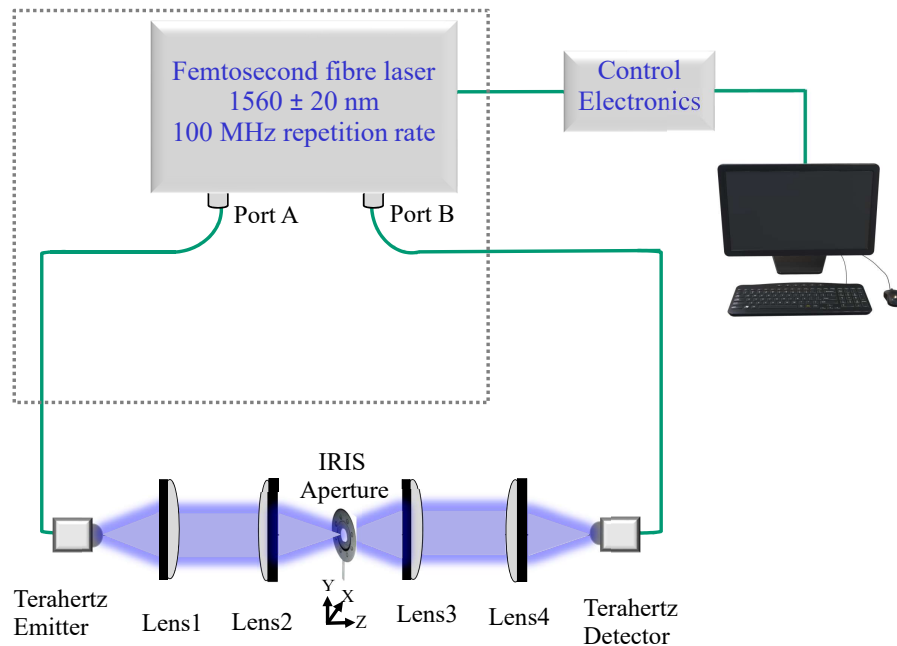 Femtosecond fibre laser
1560 ± 20 nm
100 MHz repetition rate
Control
Electronics
Port A
Port B
IRIS
Aperture
Terahertz
Emitter
Lens1
Lens2
Y
X
Z
Lens3
Lens4
Terahertz
Detector